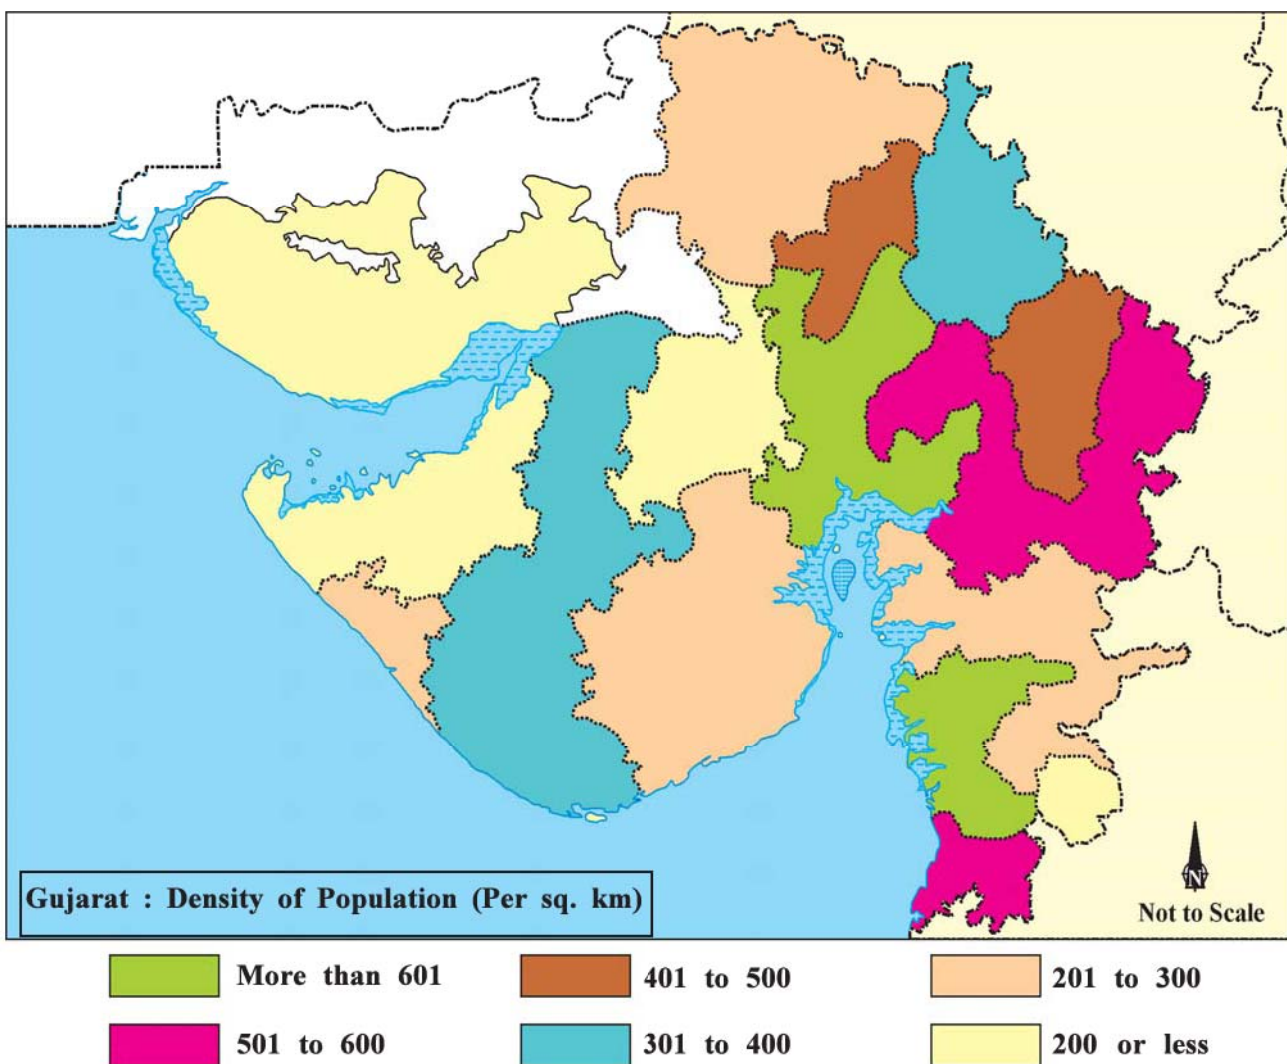 N
Not to Scale
Gujarat : Density of Population (Per sq. km)
More than 601
401 to 500
201 to 300
501 to 600
301 to 400
200 or less